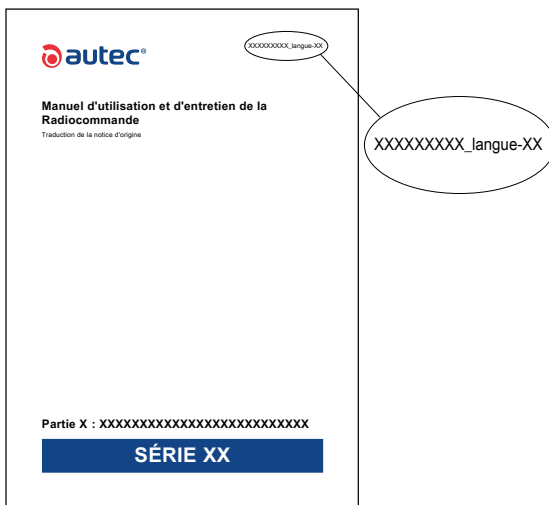 autec®
XXXXXXXXX_langue-XX
Manuel d'utilisation et d'entretien de la
Radiocommande
Traduction de la notice d'origine
XXXXXXXXX_langue-XX
Partie X : XXXXXXXXXXXXXXXXXXXXXXXXXX
SÉRIE XX